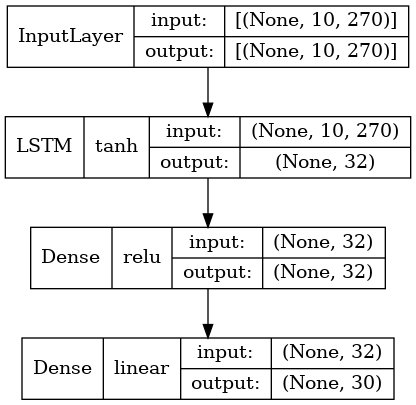 InputLayer input: [(None, 10, 270)]
output: [(None, 10, 270)]
LSTM tanh input: (None, 10, 270)
output: (None, 32)
Dense relu input: (None, 32)
output: (None, 32)
Dense linear input: (None, 32)
output: (None, 30)